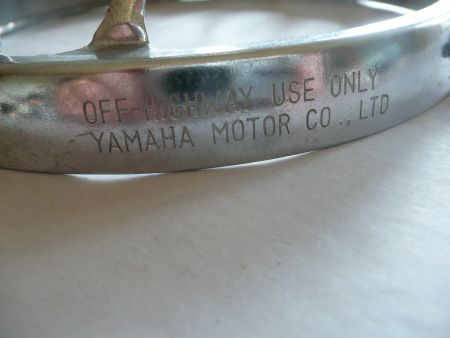 OFF-HIGHWAY USE ONLY
YAMAHA MOTOR CO., LTD